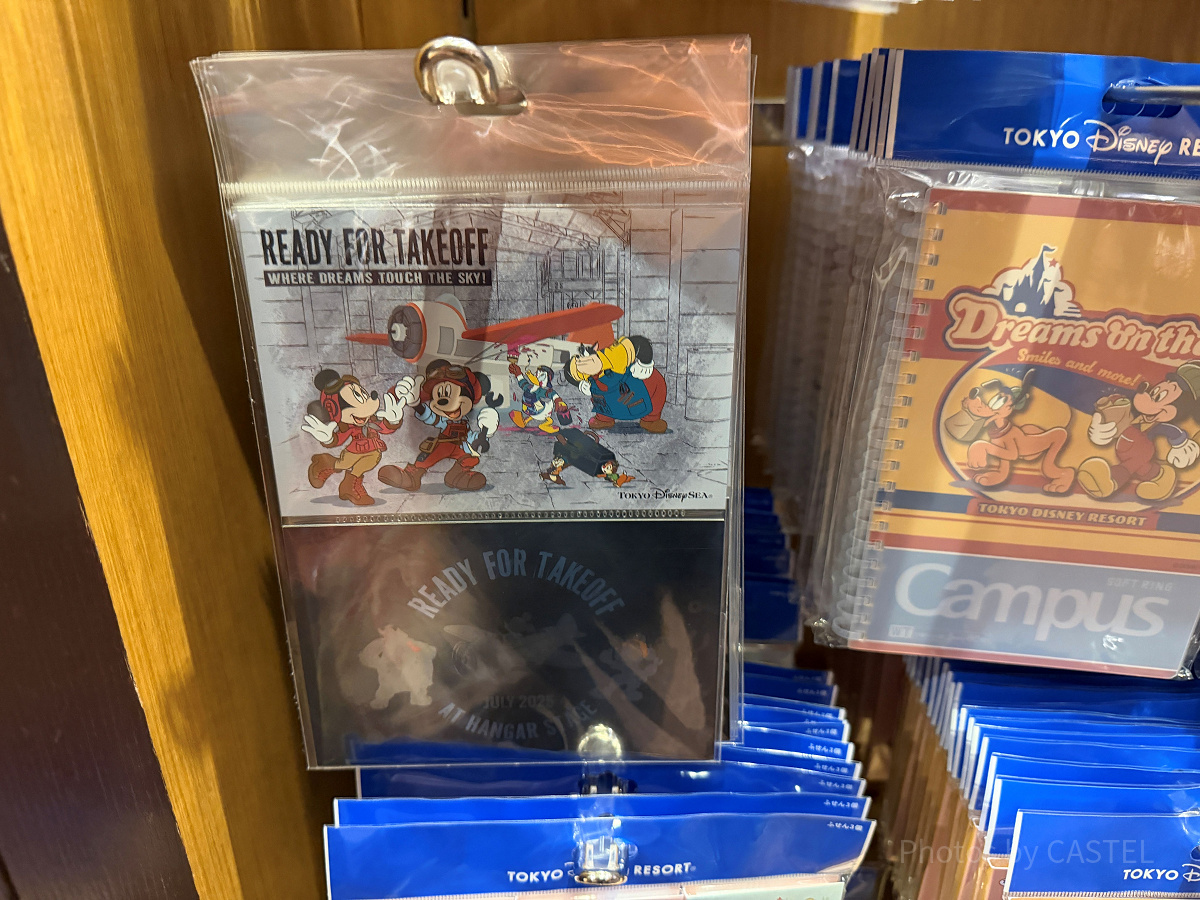 READY FOR TAKEOFF
WHERE DREAMS TOUCH THE SKY!
TOKYO DISNEYSEA®
READY FOR TAKEOFF
JULY 2025
AT HANGAR STAGE
TOKYO Disney RE
Dreams on the
Smiles and more!
TOKYO DISNEY RESORT
Campus
SOFT RING
ふせん3個
ふせん3個
TOKYO D RESORT®
TOKYO D
Photos by CASTEL